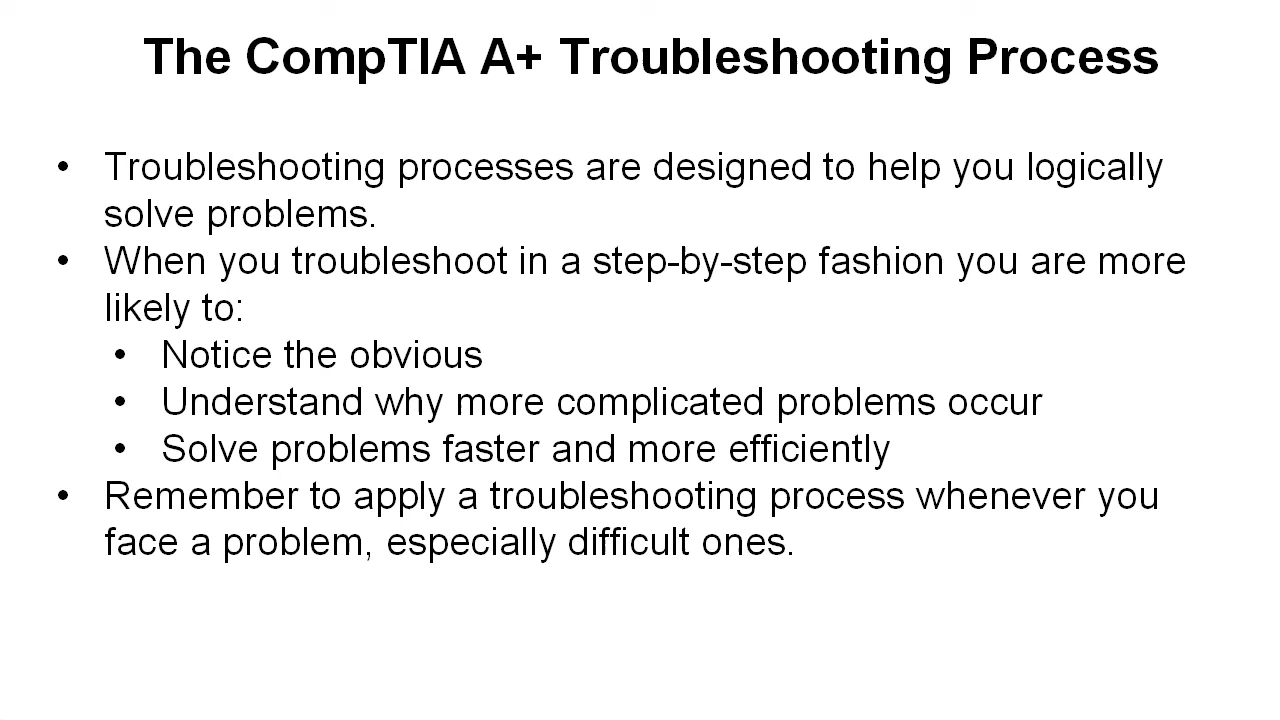 The CompTIA A+ Troubleshooting Process
• Troubleshooting processes are designed to help you logically
solve problems.
• When you troubleshoot in a step-by-step fashion you are more
likely to:
• Notice the obvious
• Understand why more complicated problems occur
• Solve problems faster and more efficiently
• Remember to apply a troubleshooting process whenever you
face a problem, especially difficult ones.